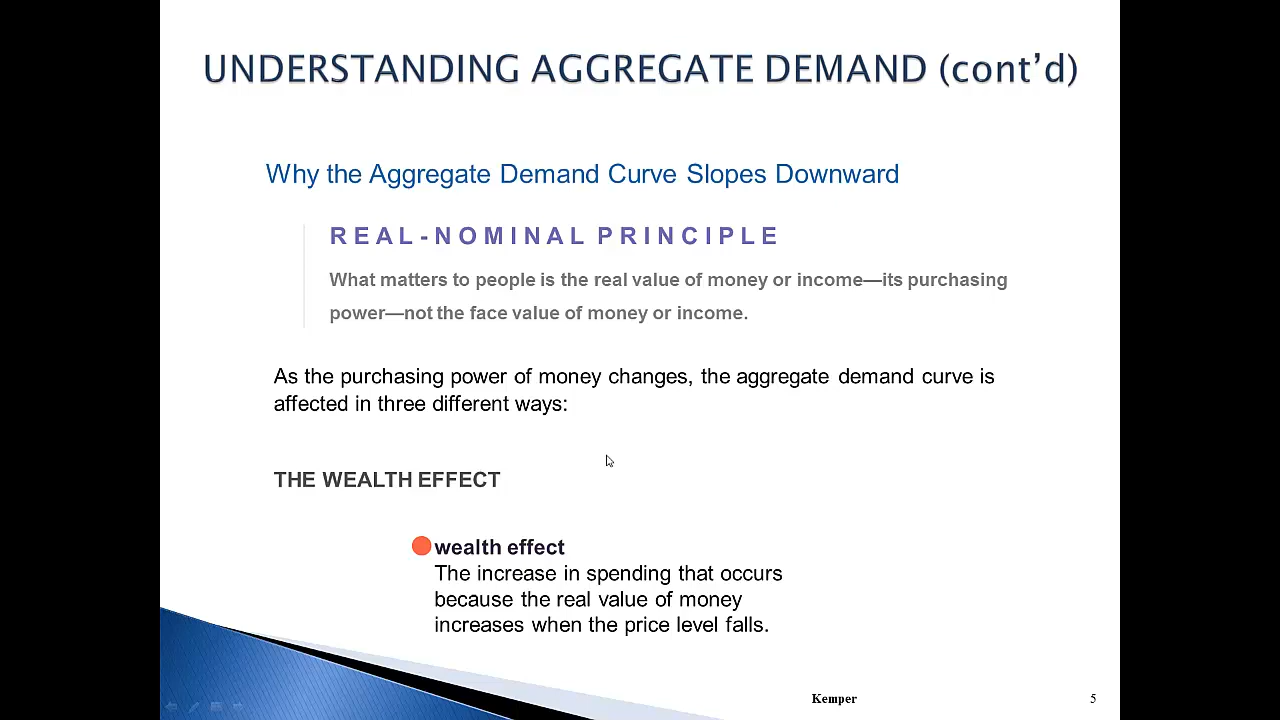 UNDERSTANDING AGGREGATE DEMAND (cont’d)
Why the Aggregate Demand Curve Slopes Downward
REAL-NOMINAL PRINCIPLE
What matters to people is the real value of money or income—its purchasing
power—not the face value of money or income.
As the purchasing power of money changes, the aggregate demand curve is
affected in three different ways:
THE WEALTH EFFECT
wealth effect
The increase in spending that occurs
because the real value of money
increases when the price level falls.
Kemper
5